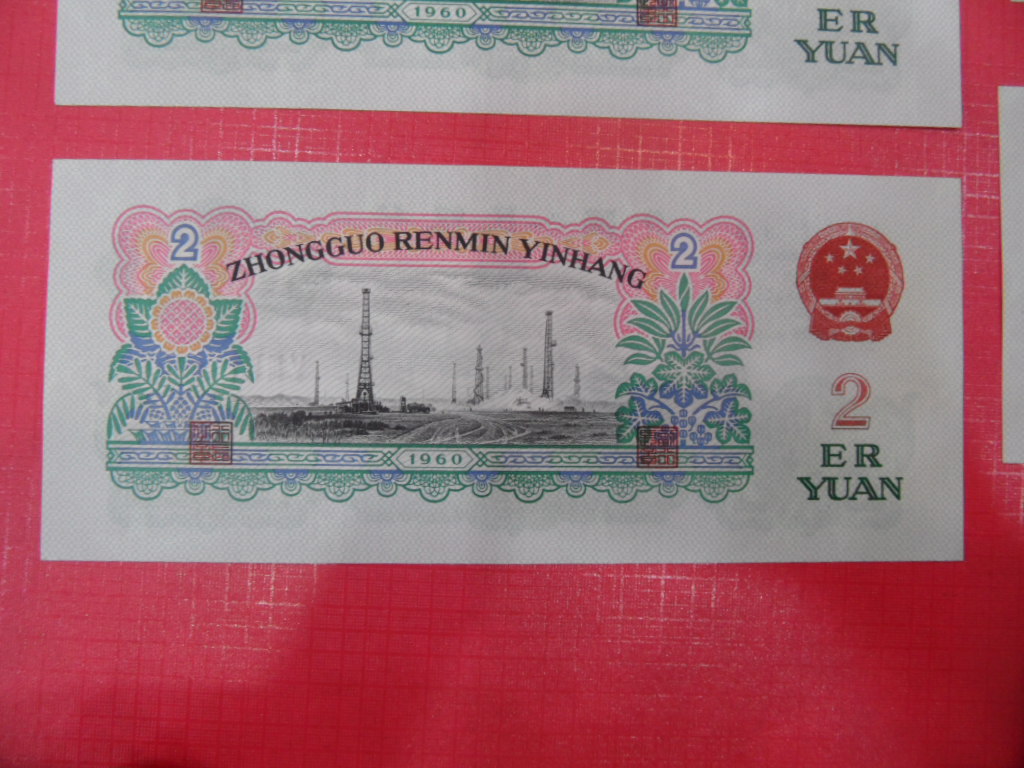 1960
ER
YUAN
2
ZHONGGUO RENMIN YINHANG
2
2
ER
YUAN
1960